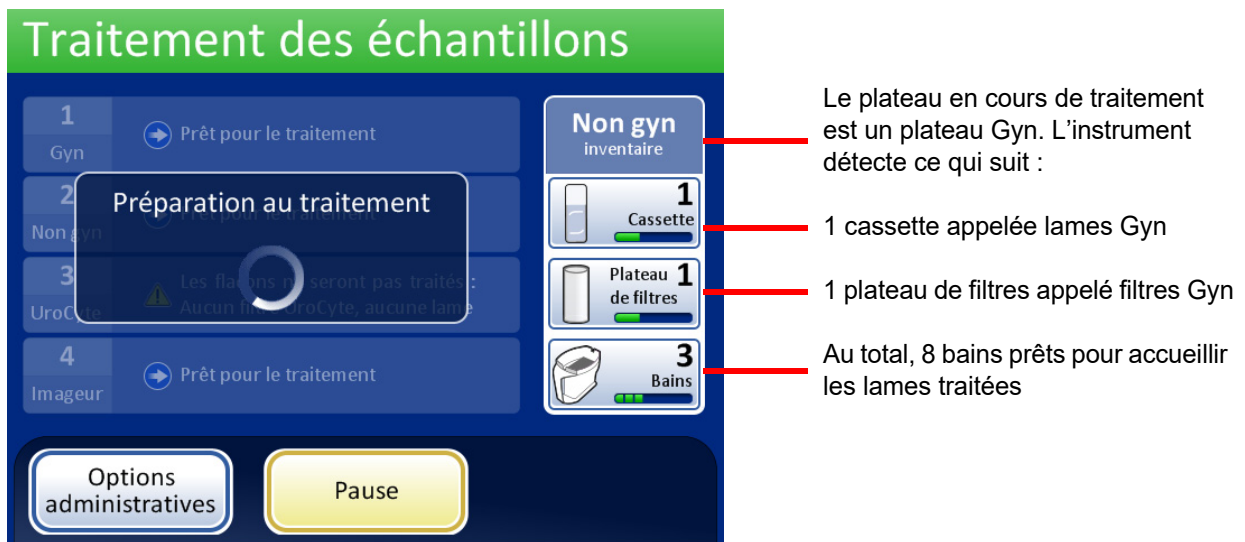 Traitement des échantillons
1
Gyn
Prêt pour le traitement
2
Non gyn
Préparation au traitement
3
UroCyte
Les flacons ne seront pas traités :
Aucun filtre UroCyte, aucune lame
4
Imageur
Prêt pour le traitement
Non gyn
inventaire
1
Cassette
Plateau 1
de filtres
3
Bains
Options
administratives
Pause
Le plateau en cours de traitement
est un plateau Gyn. L’instrument
détecte ce qui suit :
1 cassette appelée lames Gyn
1 plateau de filtres appelé filtres Gyn
Au total, 8 bains prêts pour accueillir
les lames traitées